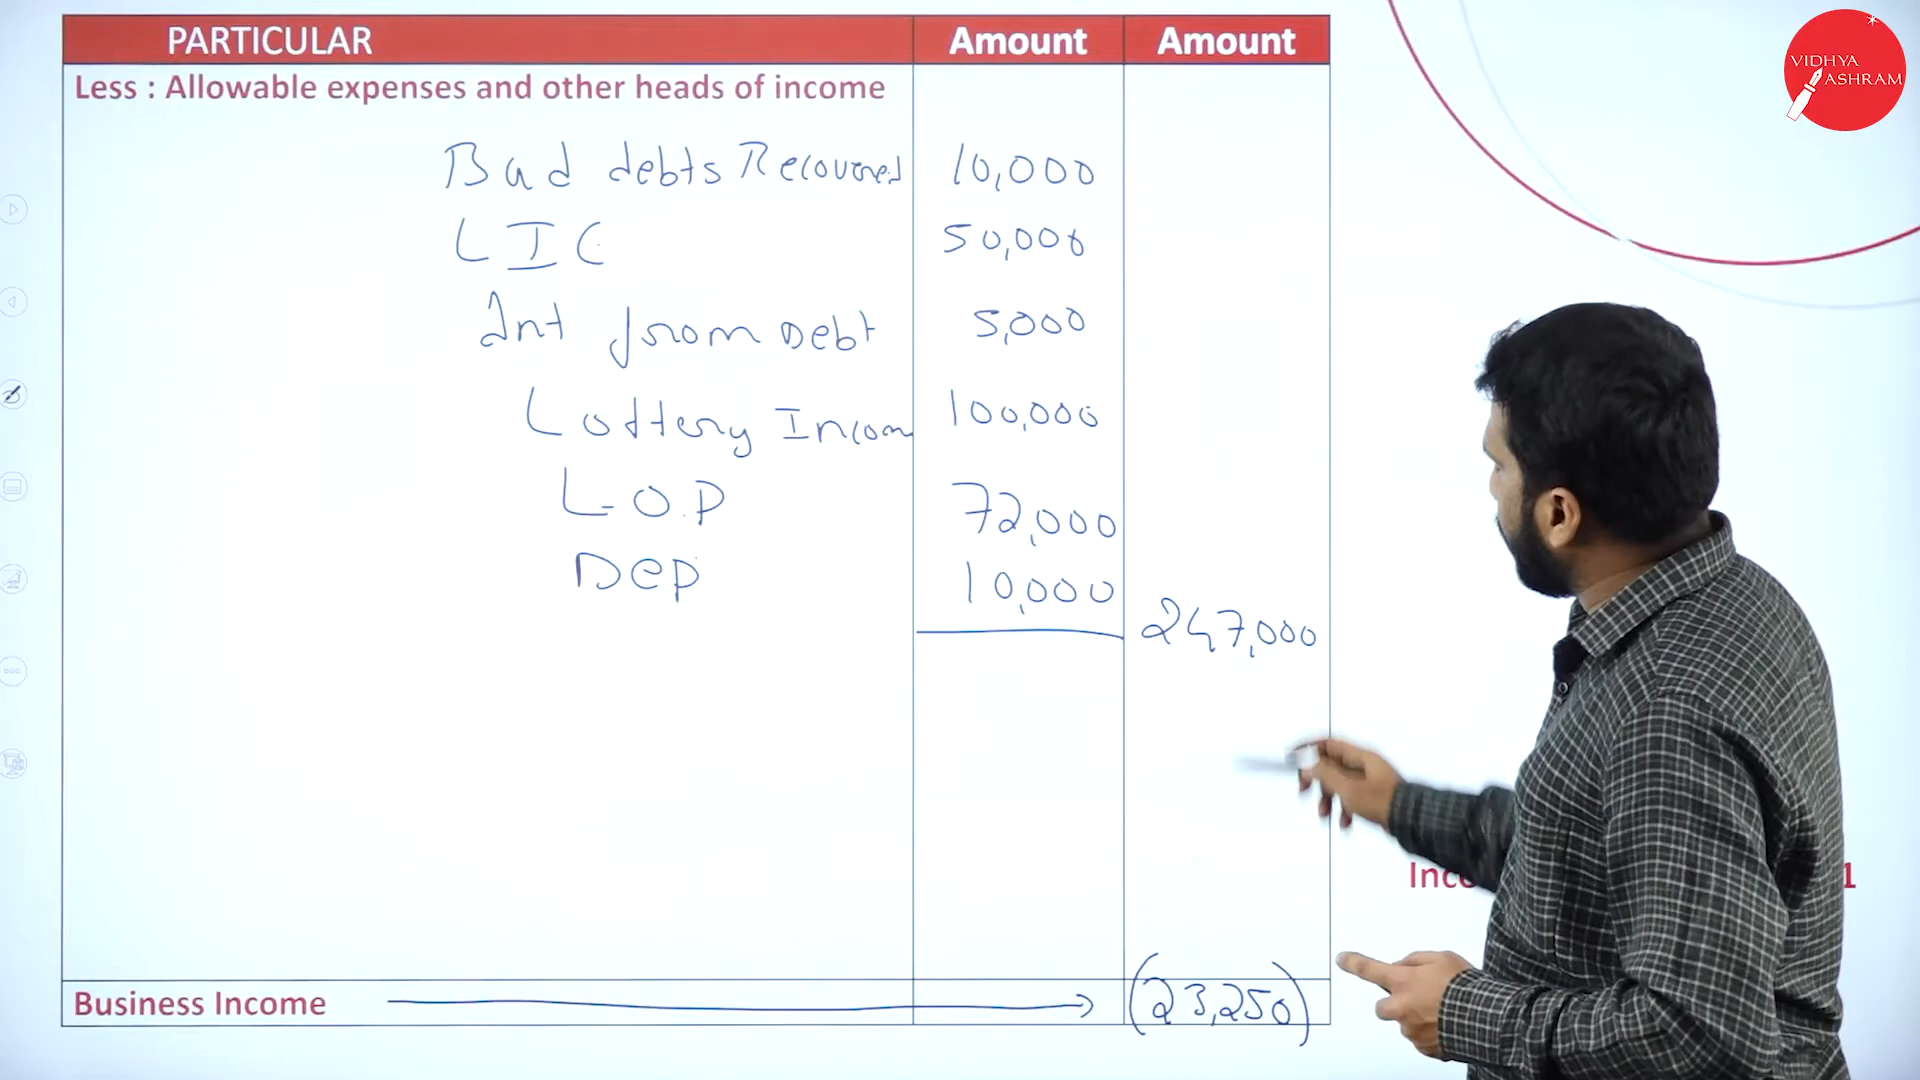 PARTICULAR Amount Amount
VIDHYA ASHRAM
Less : Allowable expenses and other heads of income
Bad debts Recovered 10,000
LIC 50,000
Int from Debt 5,000
Lottery Incom 100,000
L.O.P 72,000
Dep 10,000
247,000
Business Income (23,250)